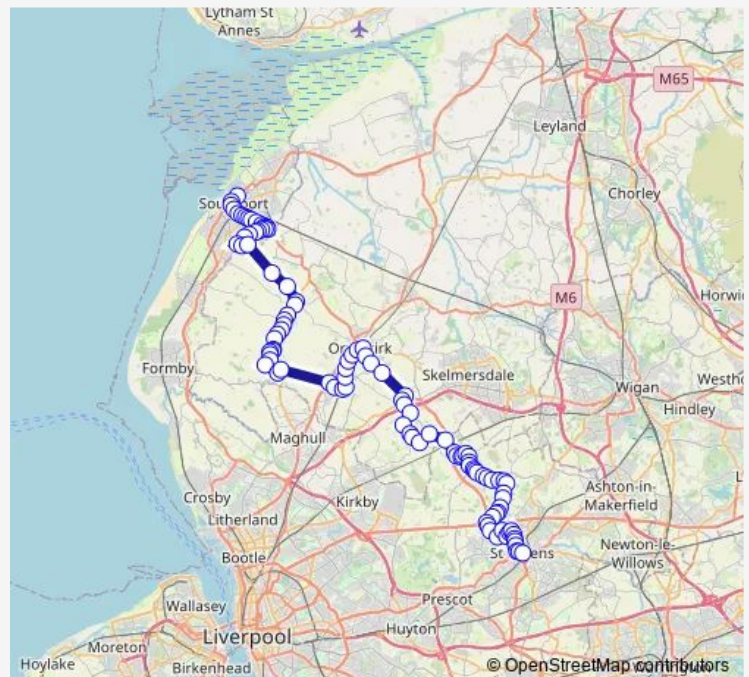 Lytham St
Annes
M65
Leyland
Chorley
M6
Horwi
Formby
Skelmersdale
Wigan
Westho
Hindley
Maghull
Crosby
Kirkby
Ashton-in-
Makerfield
Litherland
Bootle
Newton-le-
Willows
Wallasey
Prescot
Liverpool
Huyton
Moreton
Hoylake
Birkenhead
© OpenStreetMap contributors